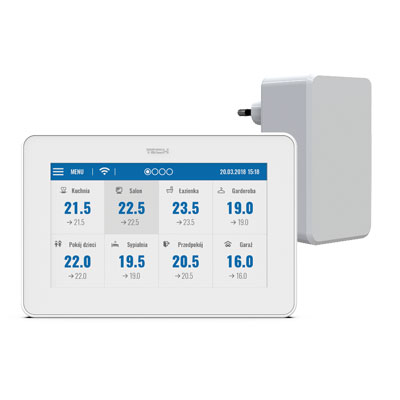 TECH
MENU | | 20.03.2018 15:18
Kuchnia Salon Łazienka Garderoba
21.5 22.5 23.5 19.0
→ 21.5 → 22.5 → 23.5 → 19.0
Pokój dzieci Sypialnia Przedpokój Garaż
22.0 19.5 20.5 16.0
→ 22.0 → 19.0 → 20.5 → 16.0